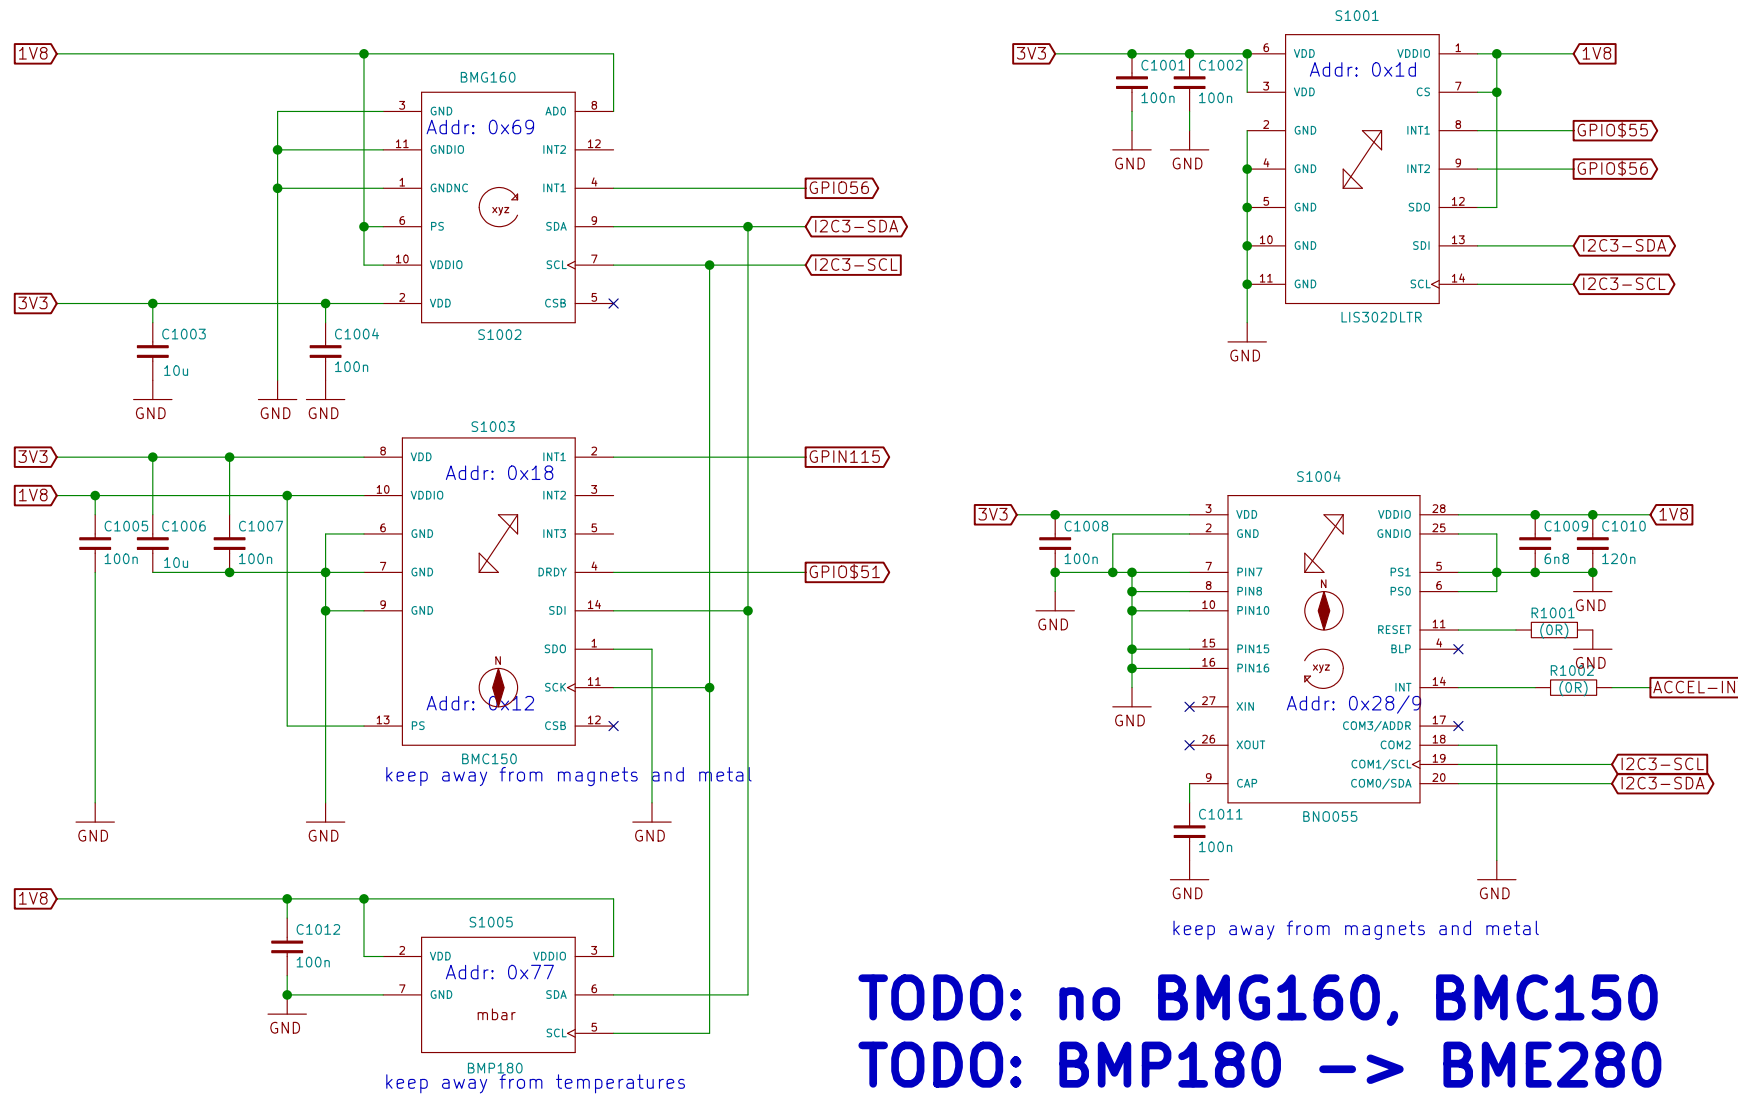 1V8
BMG160
3 GND
Addr: 0x69
11 GNDIO
1 GNDNC
6 PS
10 VDDIO
2 VDD
AD0 8
INT2 12
INT1 4
SDA 9
SCL 7
CSB 5
xyz
S1002
GPIO56
I2C3-SDA
I2C3-SCL
3V3
C1003
10u
GND
GND
C1004
100n
GND
S1003
3V3
1V8
8 VDD
Addr: 0x18
10 VDDIO
6 GND
7 GND
9 GND
13 PS
INT1 2
INT2 3
INT3 5
DRDY 4
SDI 14
SDO 1
SCK 11
CSB 12
N
Addr: 0x12
BMC150
keep away from magnets and metal
GPIN115
GPIO$51
C1005
100n
C1006
10u
C1007
100n
GND
GND
GND
1V8
C1012
100n
GND
S1005
2 VDD
VDDIO 3
Addr: 0x77
7 GND
SDA 6
mbar
SCL 5
BMP180
keep away from temperatures
S1001
3V3
C1001
100n
GND
C1002
100n
GND
6 VDD
3 VDD
2 GND
4 GND
5 GND
10 GND
11 GND
Addr: 0x1d
VDDIO 1
CS 7
INT1 8
INT2 9
SDO 12
SDI 13
SCL 14
LIS302DLTR
GND
1V8
GPIO$55
GPIO$56
I2C3-SDA
I2C3-SCL
S1004
3V3
C1008
100n
GND
GND
3 VDD
2 GND
7 PIN7
8 PIN8
10 PIN10
15 PIN15
16 PIN16
27 XIN
26 XOUT
9 CAP
N
xyz
Addr: 0x28/9
VDDIO 28
GNDIO 25
PS1 5
PS0 6
RESET 11
BLP 4
INT 14
COM3/ADDR 17
COM2 18
COM1/SCL 19
COM0/SDA 20
BNO055
1V8
C1009
6n8
C1010
120n
GND
R1001
(0R)
GND
R1002
(0R)
ACCEL-IN
I2C3-SCL
I2C3-SDA
C1011
100n
GND
GND
keep away from magnets and metal
TODO: no BMG160, BMC150
TODO: BMP180 -> BME280